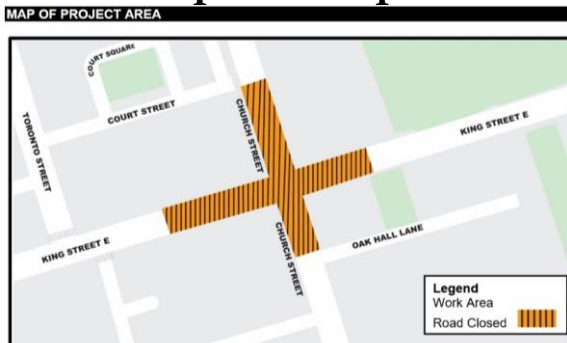 MAP OF PROJECT AREA
COURT SQUARE
TORONTO STREET
COURT STREET
CHURCH STREET
KING STREET E
KING STREET E
CHURCH STREET
OAK HALL LANE
Legend
Work Area
Road Closed